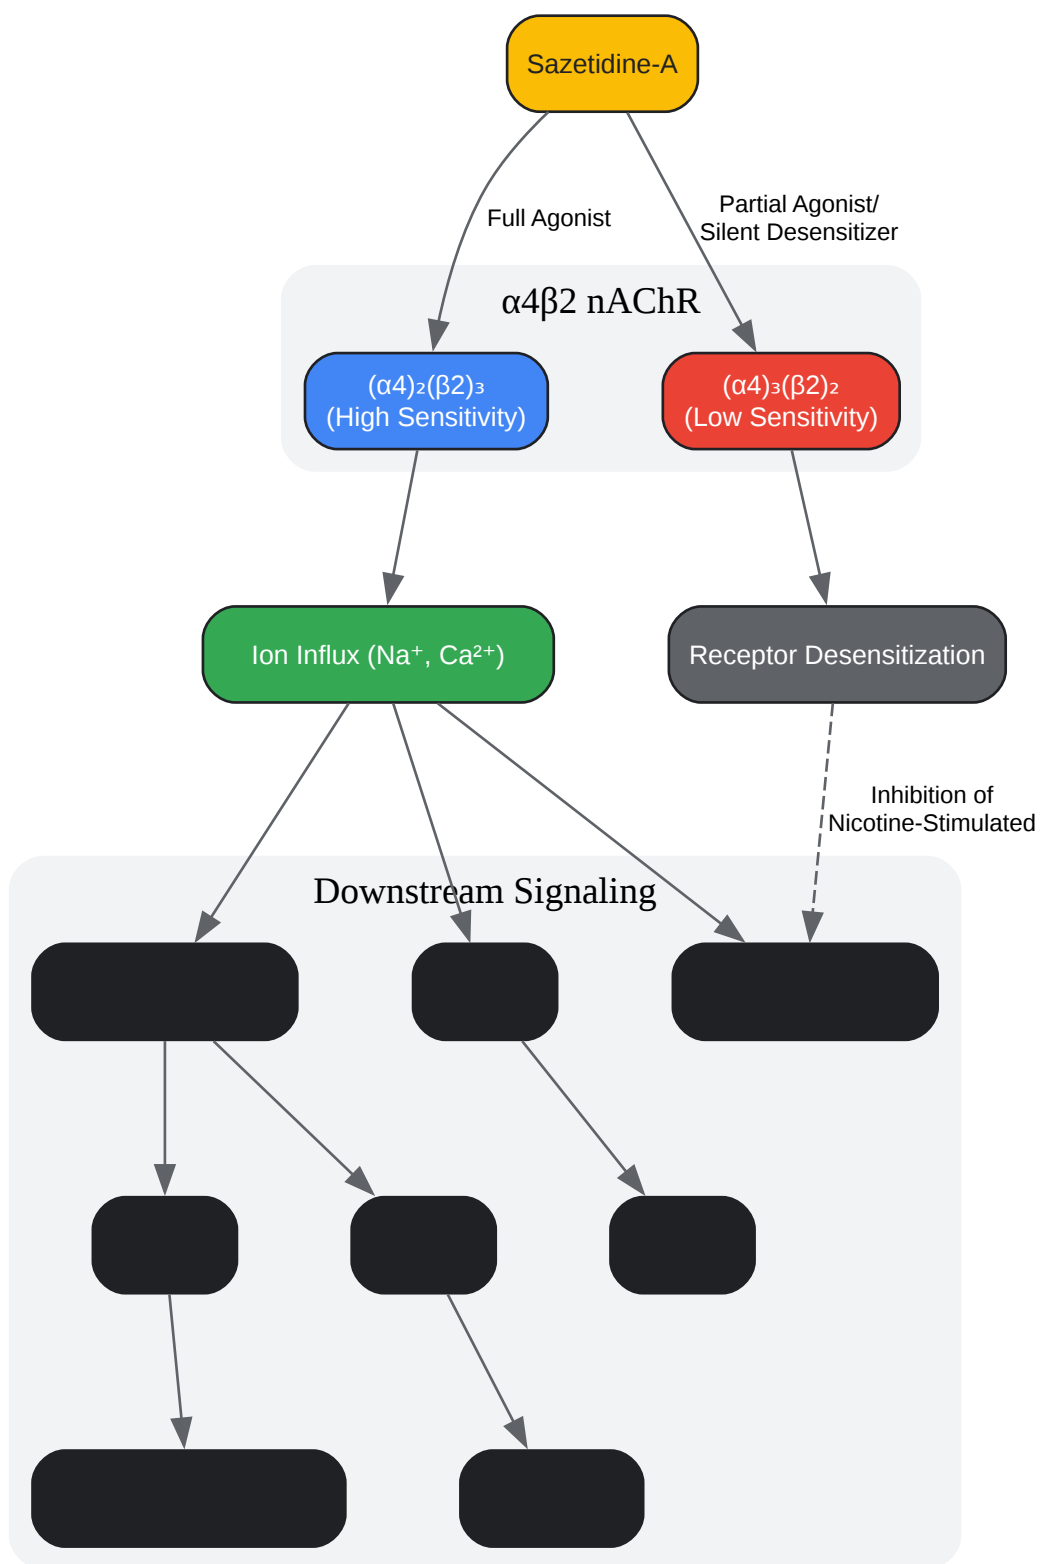 Sazetidine-A
Full Agonist
Partial Agonist/
Silent Desensitizer
α4β2 nAChR
(α4)₂(β2)₃
(High Sensitivity)
(α4)₃(β2)₂
(Low Sensitivity)
Ion Influx (Na⁺, Ca²⁺)
Receptor Desensitization
Inhibition of
Nicotine-Stimulated
Downstream Signaling